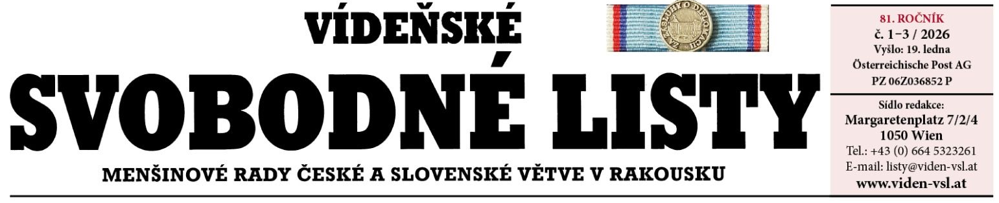 VÍDEŇSKÉ
SVOBODNÉ LISTY
MENŠINOVÉ RADY ČESKÉ A SLOVENSKÉ VĚTVE V RAKOUSKU
ZA ZÁSLUHY O DIPLOMACII
81. ROČNÍK
č. 1–3 / 2026
Vyšlo: 19. ledna
Österreichische Post AG
PZ 06Z036852 P
Sídlo redakce:
Margaretenplatz 7/2/4
1050 Wien
Tel.: +43 (0) 664 5323261
E-mail: listy@viden-vsl.at
www.viden-vsl.at